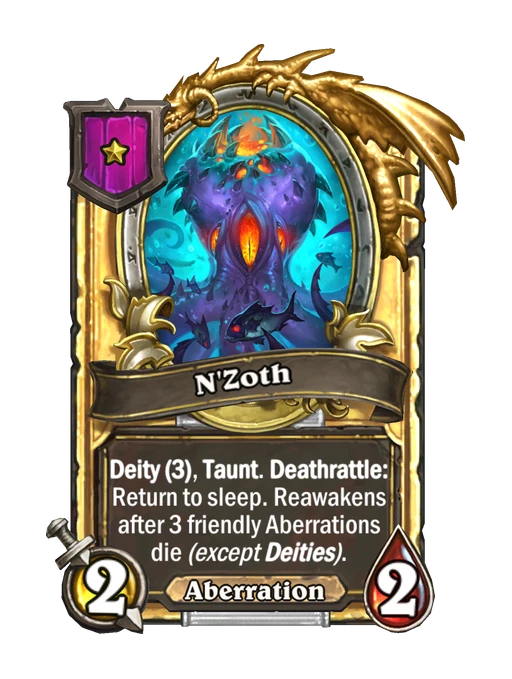 N'Zoth
Deity (3), Taunt. Deathrattle:
Return to sleep. Reawakens
after 3 friendly Aberrations
die (except Deities).
2
Aberration
2